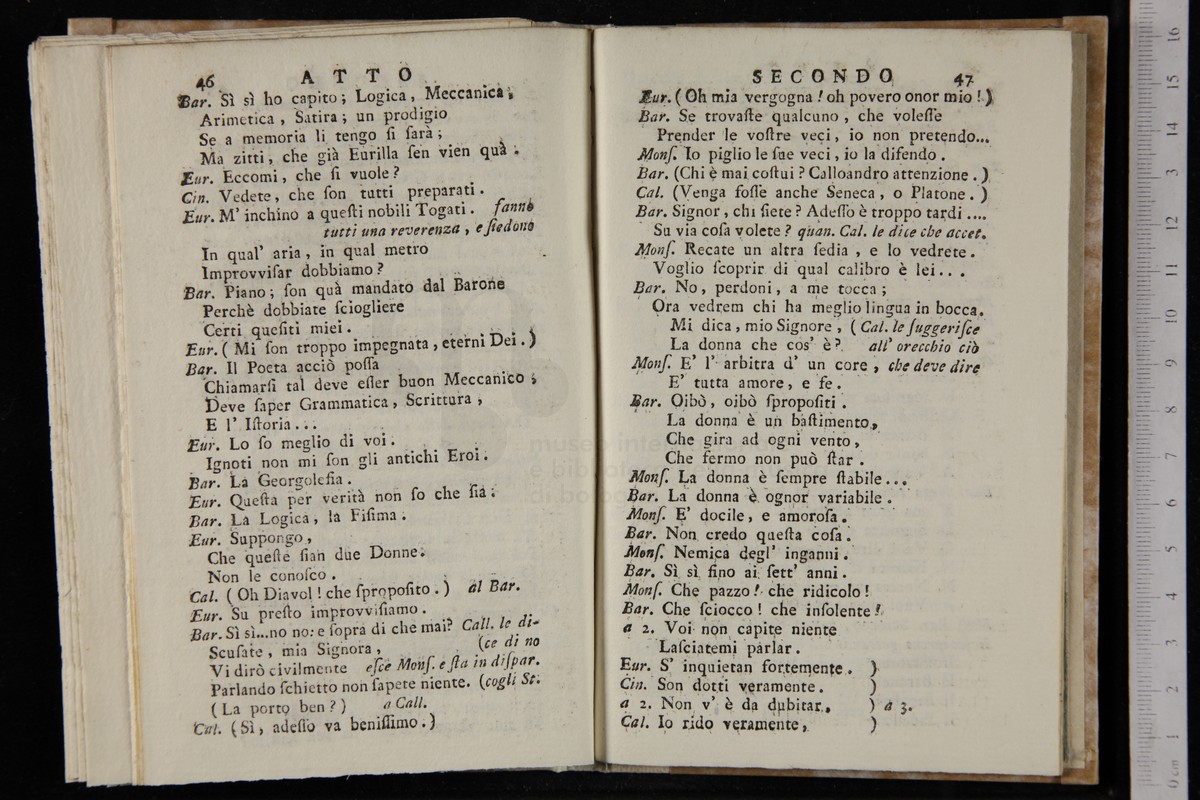 46 ATTO
Bar. Sì sì ho capito; Logica, Meccanica;
Arimetica, Satira; un prodigio
Se a memoria li tengo ſi ſarà;
Ma zitti, che già Eurilla ſen vien quà.
Eur. Eccomi, che ſi vuole?
Cin. Vedete, che ſon tutti preparati.
Eur. M' inchino a queſti nobili Togati. fanno
tutti una reverenza, e ſiedono
In qual' aria, in qual metro
Improvviſar dobbiamo?
Bar. Piano; ſon quà mandato dal Barone
Perchè dobbiate ſciogliere
Certi queſiti miei.
Eur. (Mi ſon troppo impegnata, eterni Dei.)
Bar. Il Poeta acciò poſſa
Chiamarſi tal deve eſſer buon Meccanico;
Deve ſaper Grammatica, Scrittura,
E l' Iſtoria...
Eur. Lo ſo meglio di voi.
Ignoti non mi ſon gli antichi Eroi.
Bar. La Georgoleſia.
Eur. Queſta per verità non ſo che ſia.
Bar. La Logica, la Fiſima.
Eur. Suppongo,
Che queſte ſian due Donne.
Non le conoſco.
Cal. (Oh Diavol! che ſpropoſito.) al Bar.
Eur. Su preſto improvviſiamo.
Bar. Sì sì...no no: e ſopra di che mai? Call. le di-
Scuſate, mia Signora, (ce di no
Vi dirò civilmente eſce Monſ. e ſta in diſpar.
Parlando ſchietto non ſapete niente. (cogli St.
(La porto ben?) a Call.
Cal. (Sì, adeſſo va beniſſimo.)
SECONDO 47
Eur. (Oh mia vergogna! oh povero onor mio!)
Bar. Se trovaſte qualcuno, che voleſſe
Prender le voſtre veci, io non pretendo...
Monſ. Io piglio le ſue veci, io la difendo.
Bar. (Chi è mai coſtui? Calloandro attenzione.)
Cal. (Venga foſſe anche Seneca, o Platone.)
Bar. Signor, chi ſiete? Adeſſo è troppo tardi....
Su via coſa volete? quan. Cal. le dice che accet.
Monſ. Recate un altra ſedia, e lo vedrete.
Voglio ſcoprir di qual calibro è lei...
Bar. No, perdoni, a me tocca;
Ora vedrem chi ha meglio lingua in bocca.
Mi dica, mio Signore, (Cal. le ſuggeriſce
La donna che cos' è? all' orecchio ciò
Monſ. E' l' arbitra d' un core, che deve dire
E' tutta amore, e fe.
Bar. Oibò, oibò ſpropoſiti.
La donna è un baſtimento,
Che gira ad ogni vento,
Che fermo non può ſtar.
Monſ. La donna è ſempre ſtabile...
Bar. La donna è ognor variabile.
Monſ. E' docile, e amoroſa.
Bar. Non credo queſta coſa.
Monſ. Nemica degl' inganni.
Bar. Sì sì fino ai ſett' anni.
Monſ. Che pazzo! che ridicolo!
Bar. Che ſciocco! che inſolente!
a 2. Voi non capite niente
Laſciatemi parlar.
Eur. S' inquietan fortemente. )
Cin. Son dotti veramente. )
a 2. Non v' è da dubitar, ) a 3.
Cal. Io rido veramente, )